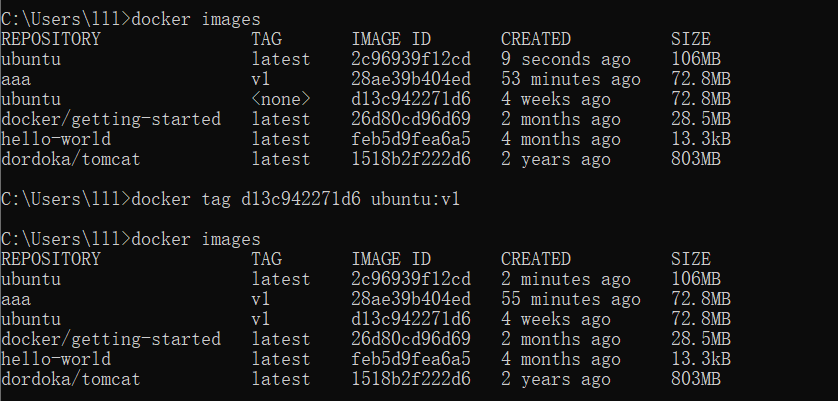 C:\Users\lll>docker images
REPOSITORY TAG IMAGE ID CREATED SIZE
ubuntu latest 2c96939f12cd 9 seconds ago 106MB
aaa v1 28ae39b404ed 53 minutes ago 72.8MB
ubuntu <none> d13c942271d6 4 weeks ago 72.8MB
docker/getting-started latest 26d80cd96d69 2 months ago 28.5MB
hello-world latest feb5d9fea6a5 4 months ago 13.3kB
dordoka/tomcat latest 1518b2f222d6 2 years ago 803MB
C:\Users\lll>docker tag d13c942271d6 ubuntu:v1
C:\Users\lll>docker images
REPOSITORY TAG IMAGE ID CREATED SIZE
ubuntu latest 2c96939f12cd 2 minutes ago 106MB
aaa v1 28ae39b404ed 55 minutes ago 72.8MB
ubuntu v1 d13c942271d6 4 weeks ago 72.8MB
docker/getting-started latest 26d80cd96d69 2 months ago 28.5MB
hello-world latest feb5d9fea6a5 4 months ago 13.3kB
dordoka/tomcat latest 1518b2f222d6 2 years ago 803MB